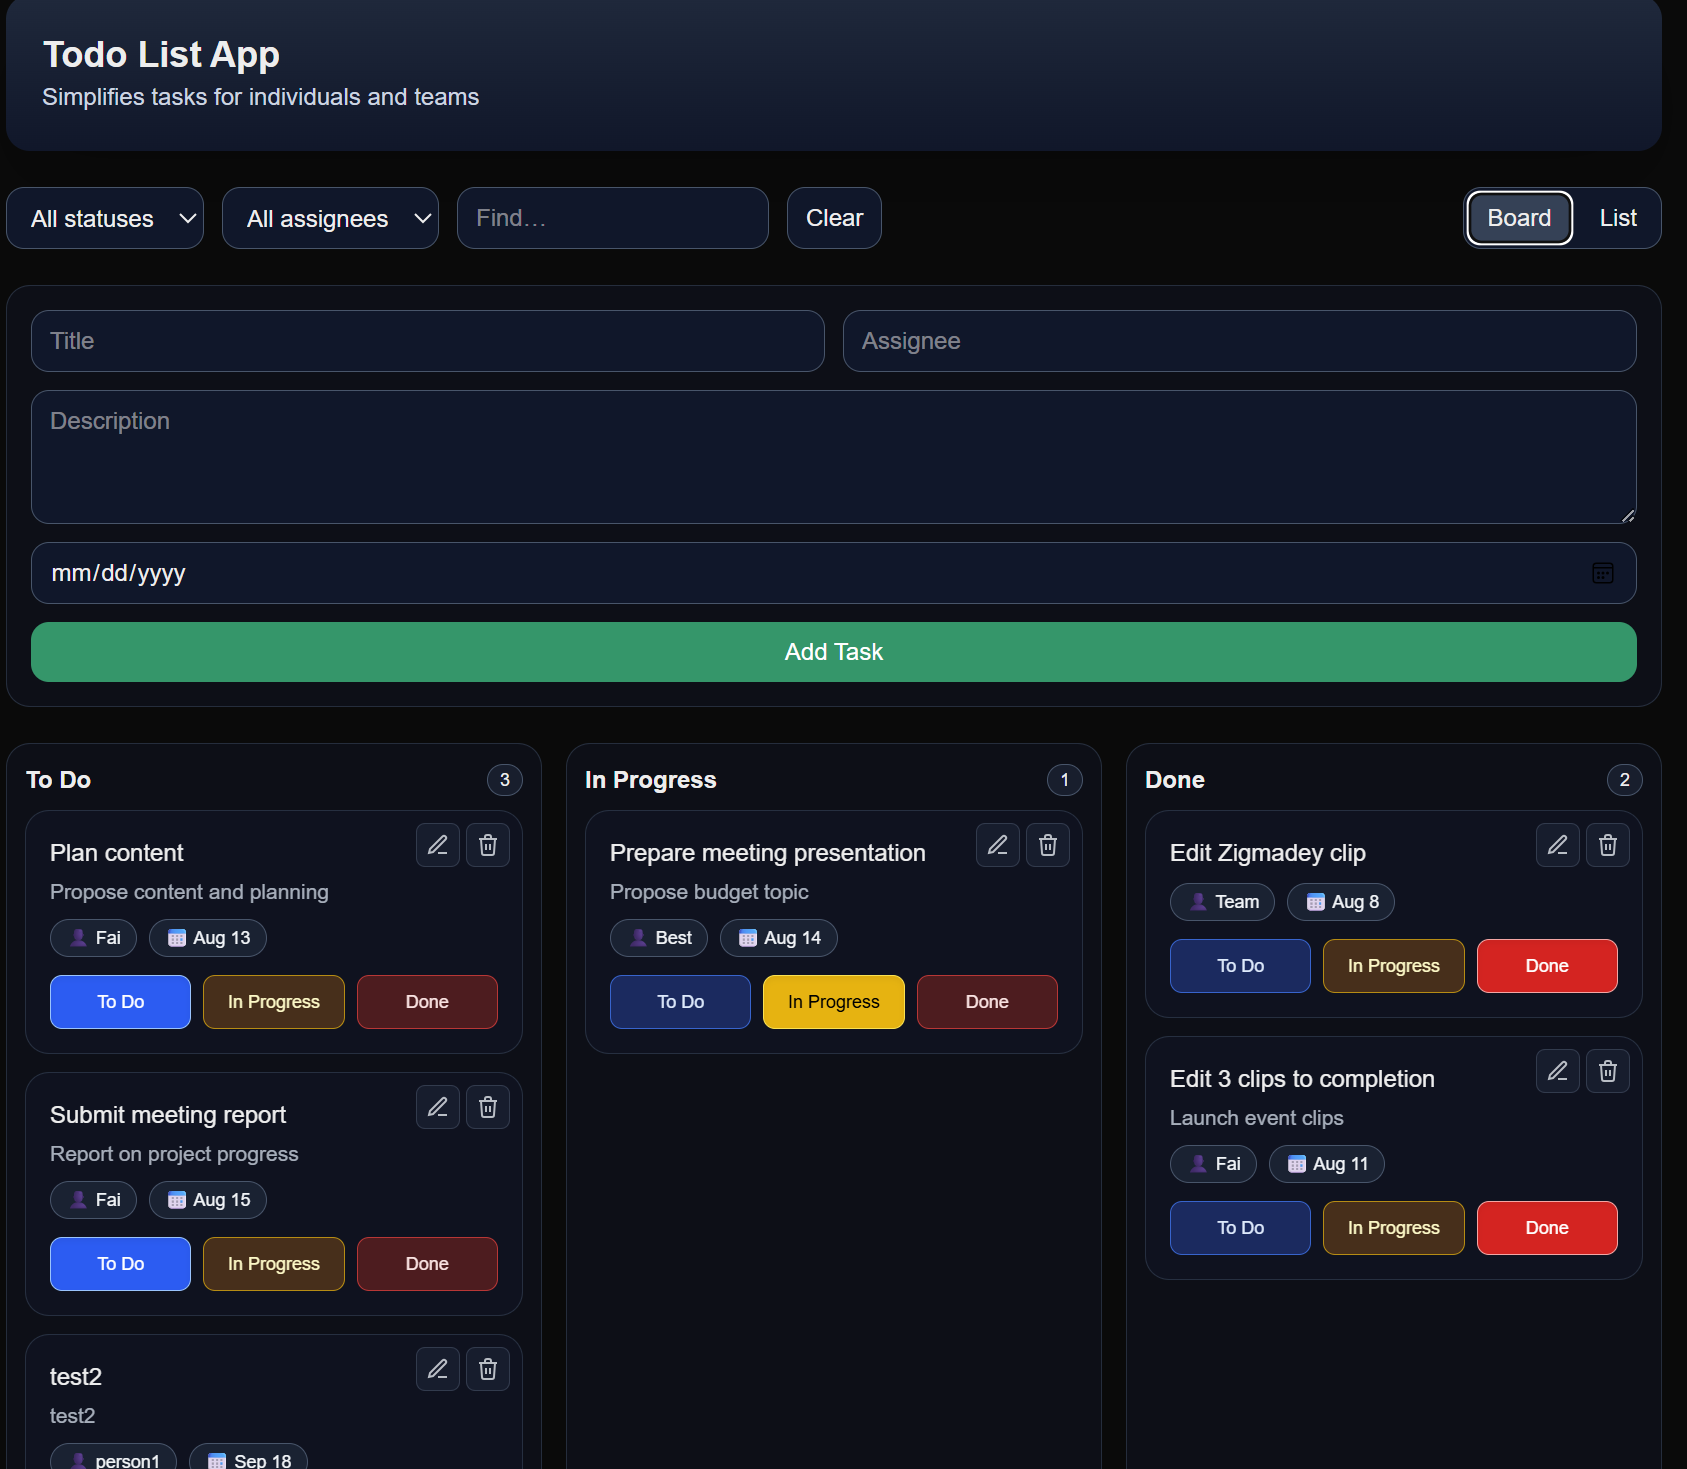 Todo List App
Simplifies tasks for individuals and teams
All statuses
All assignees
Find...
Clear
Board
List
Title
Assignee
Description
mm/dd/yyyy
Add Task
To Do
3
Plan content
Propose content and planning
Fai
Aug 13
To Do
In Progress
Done
Submit meeting report
Report on project progress
Fai
Aug 15
To Do
In Progress
Done
test2
test2
person1
Sep 18
In Progress
1
Prepare meeting presentation
Propose budget topic
Best
Aug 14
To Do
In Progress
Done
Done
2
Edit Zigmadey clip
Team
Aug 8
To Do
In Progress
Done
Edit 3 clips to completion
Launch event clips
Fai
Aug 11
To Do
In Progress
Done